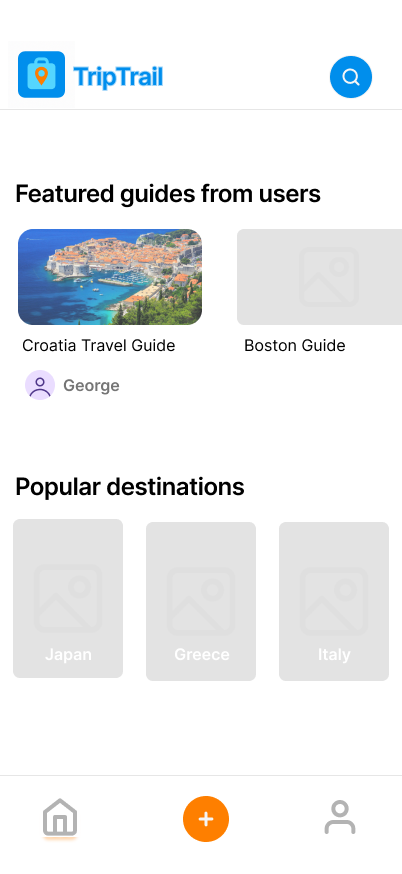 TripTrail
Featured guides from users
Croatia Travel Guide
Boston Guide
George
Popular destinations
Japan
Greece
Italy